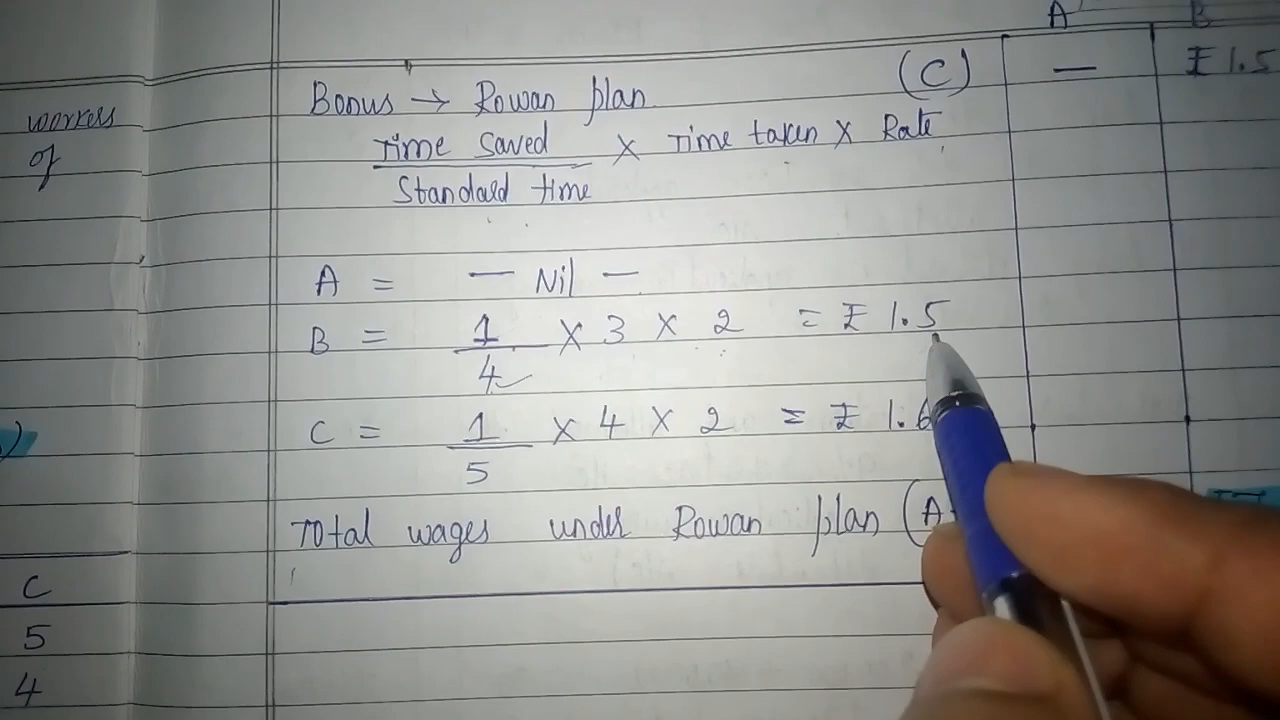 A B
workers
of
Bonus → Rowan plan (C) — ₹ 1.5
Time Saved × Time taken × Rate
Standard time
A = — Nil —
B = 1 × 3 × 2 = ₹ 1.5
4
C = 1 × 4 × 2 = ₹ 1.6
5
Total wages under Rowan plan (A
C
5
4